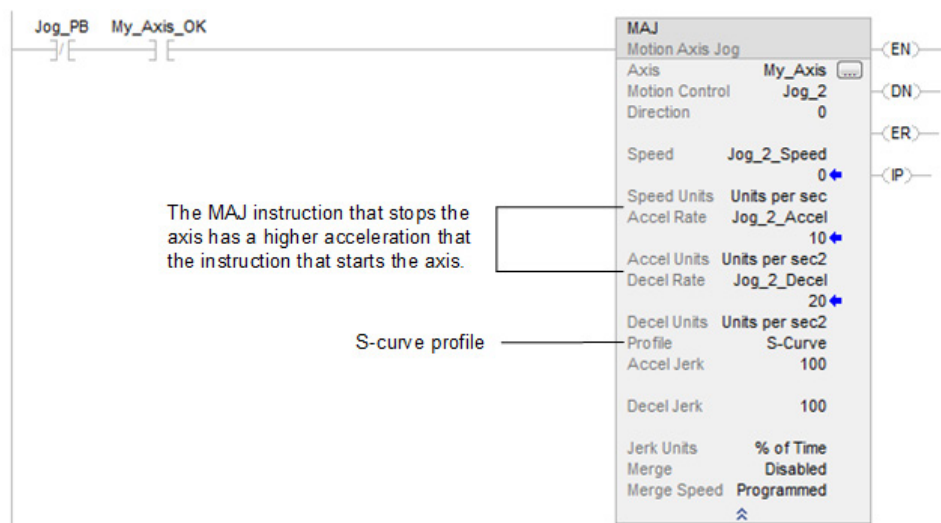 Jog_PB My_Axis_OK
MAJ
Motion Axis Jog
Axis My_Axis ...
Motion Control Jog_2
Direction 0
Speed Jog_2_Speed
0
Speed Units Units per sec
Accel Rate Jog_2_Accel
10
Accel Units Units per sec2
Decel Rate Jog_2_Decel
20
Decel Units Units per sec2
Profile S-Curve
Accel Jerk 100
Decel Jerk 100
Jerk Units % of Time
Merge Disabled
Merge Speed Programmed
EN
DN
ER
IP
The MAJ instruction that stops the
axis has a higher acceleration that
the instruction that starts the axis.
S-curve profile